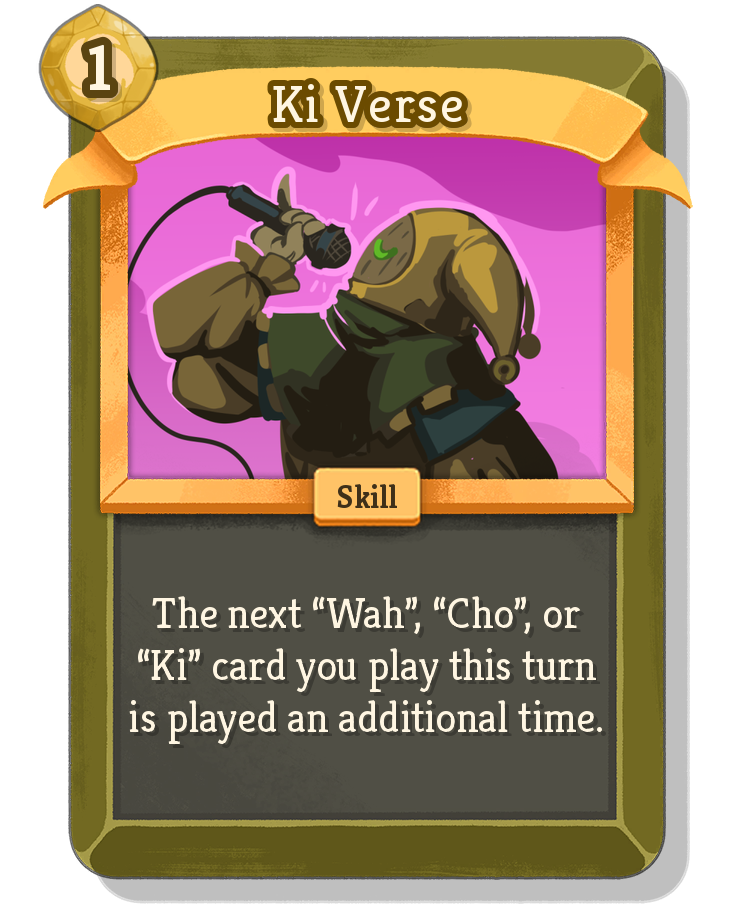 1
Ki Verse
Skill
The next “Wah”, “Cho”, or
“Ki” card you play this turn
is played an additional time.